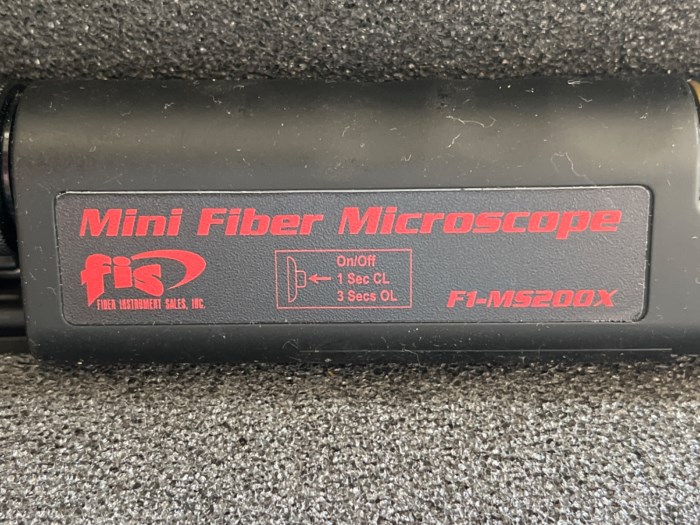 Mini Fiber Microscope
fis
FIBER INSTRUMENT SALES, INC.
On/Off
1 Sec CL
3 Secs OL
F1-MS200X